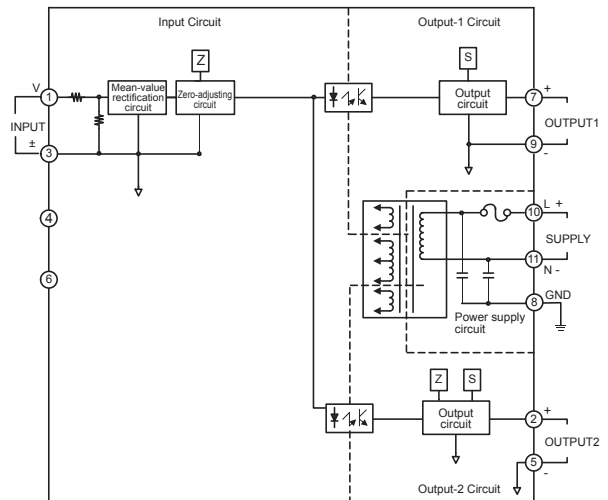 Input Circuit
Output-1 Circuit
Z
S
V
1
Mean-value
rectification
circuit
Zero-adjusting
circuit
Output
circuit
7
+
INPUT
OUTPUT1
±
3
9
-
4
10
L +
SUPPLY
11
N -
6
8
GND
Power supply
circuit
Z
S
Output
circuit
2
+
OUTPUT2
5
-
Output-2 Circuit